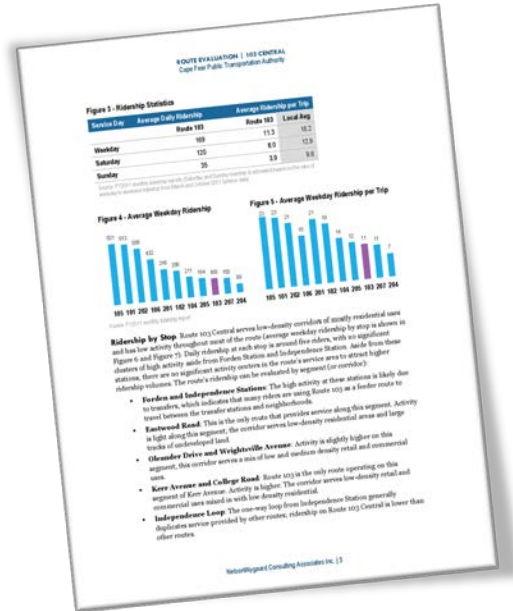 ROUTE EVALUATION | 103 CENTRAL
Cape Fear Public Transportation Authority
Figure 3 - Ridership Statistics
Service Day Average Daily Ridership Average Ridership per Trip
Route 103 Route 103 Local Avg
Weekday 169 11.3 16.2
Saturday 120 8.0 12.9
Sunday 35 3.9 9.8
Figure 4 - Average Weekday Ridership
Figure 5 - Average Weekday Ridership per Trip
105 101 202 106 201 102 104 205 103 207 204
Source: FY2011 monthly ridership report
Ridership by Stop. Route 103 Central serves low-density corridors of mostly residential uses
and has low activity throughout most of the route (average weekday ridership by stop is shown in
Figure 6 and Figure 7). Daily ridership at each stop is around five riders, with no significant
clusters of high activity aside from Forden Station and Independence Station. Aside from these
stations, there are no significant activity centers in the route's service area to attract higher
ridership volumes. The route's ridership can be evaluated by segment (or corridor):
• Forden and Independence Stations: The high activity at these stations is likely due
to transfers, which indicates that many riders are using Route 103 as a feeder route to
travel between the transfer stations and neighborhoods.
• Eastwood Road: This is the only route that provides service along this segment. Activity
is light along this segment; the corridor serves low-density residential areas and large
tracks of undeveloped land.
• Oleander Drive and Wrightsville Avenue: Activity is slightly higher on this
segment; this corridor serves a mix of low and medium density retail and commercial
uses.
• Kerr Avenue and College Road: Route 103 is the only route operating on this
segment of Kerr Avenue. Activity is higher. The corridor serves low-density retail and
commercial uses mixed in with low density residential.
• Independence Loop: The one-way loop from Independence Station generally
duplicates service provided by other routes; ridership on Route 103 Central is lower than
other routes.
Nelson\Nygaard Consulting Associates Inc. | 3